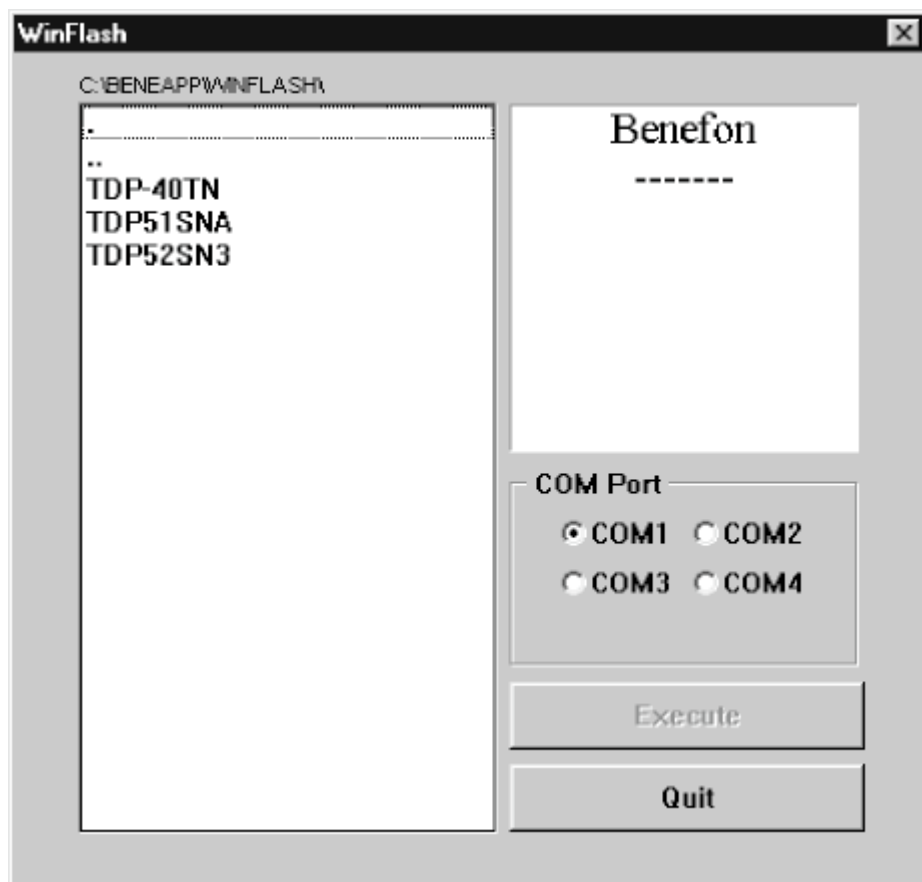 WinFlash
C:\BENEAPP\WINFLASH\
.
..
TDP-40TN
TDP51SNA
TDP52SN3
Benefon
-------
COM Port
COM1 COM2
COM3 COM4
Execute
Quit